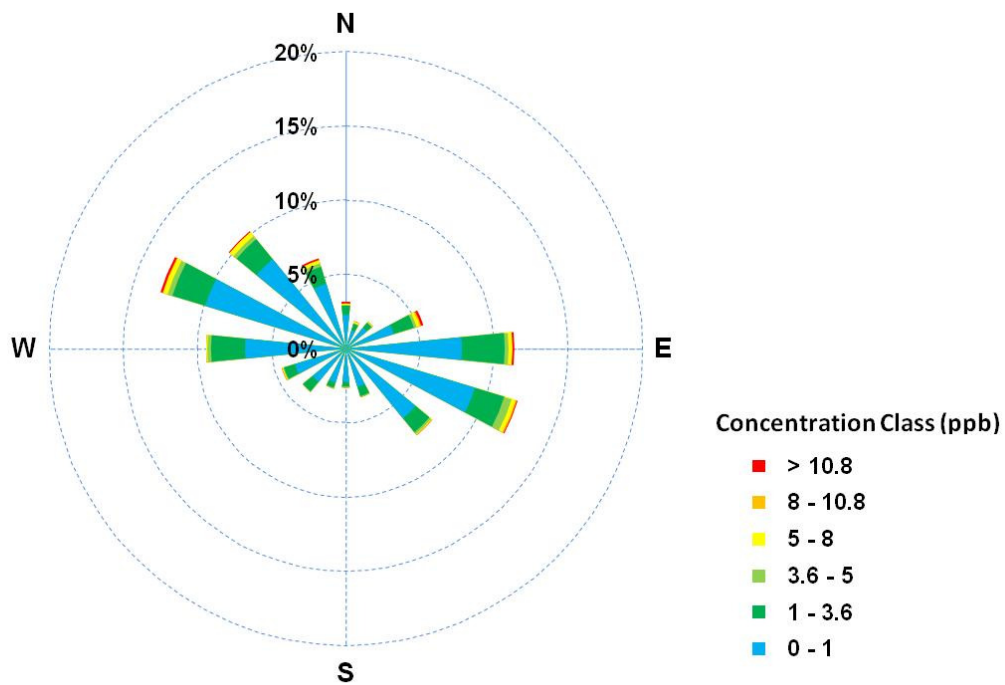 N
20%
15%
10%
5%
0%
W
E
S
Concentration Class (ppb)
> 10.8
8 - 10.8
5 - 8
3.6 - 5
1 - 3.6
0 - 1